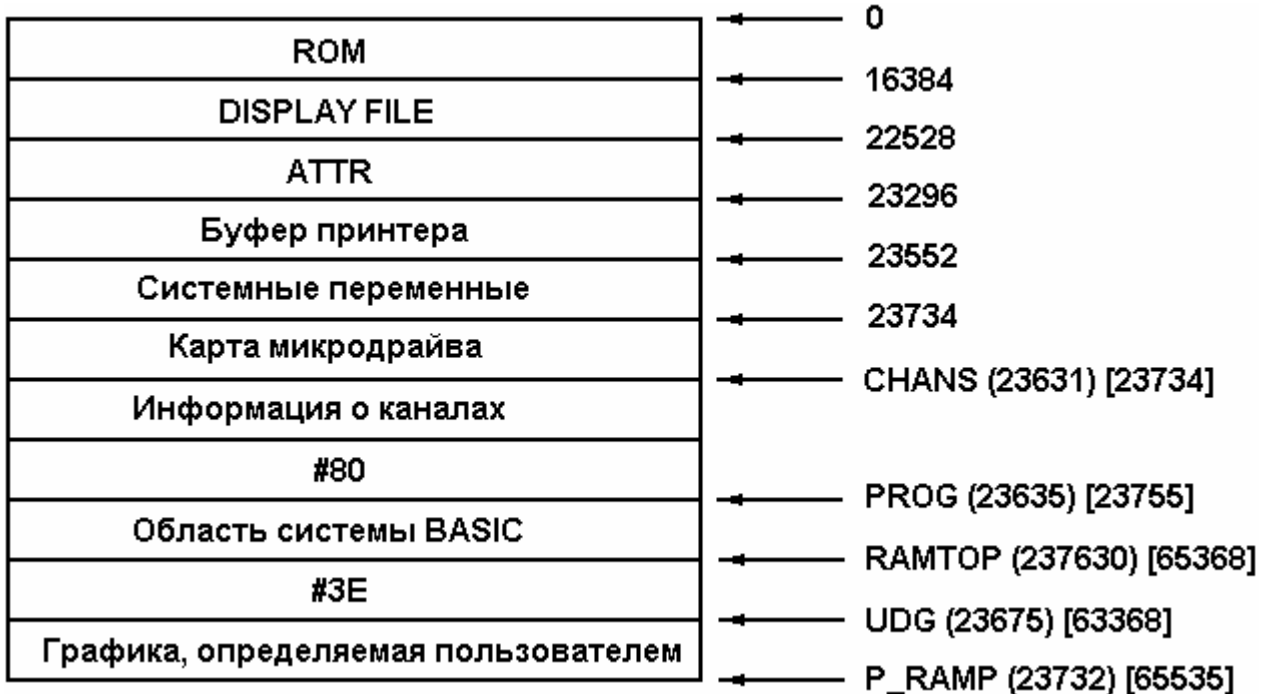 0
ROM
16384
DISPLAY FILE
22528
ATTR
23296
Буфер принтера
23552
Системные переменные
23734
Карта микродрайва
CHANS (23631) [23734]
Информация о каналах
#80
PROG (23635) [23755]
Область системы BASIC
RAMTOP (237630) [65368]
#3E
UDG (23675) [63368]
Графика, определяемая пользователем
P_RAMP (23732) [65535]